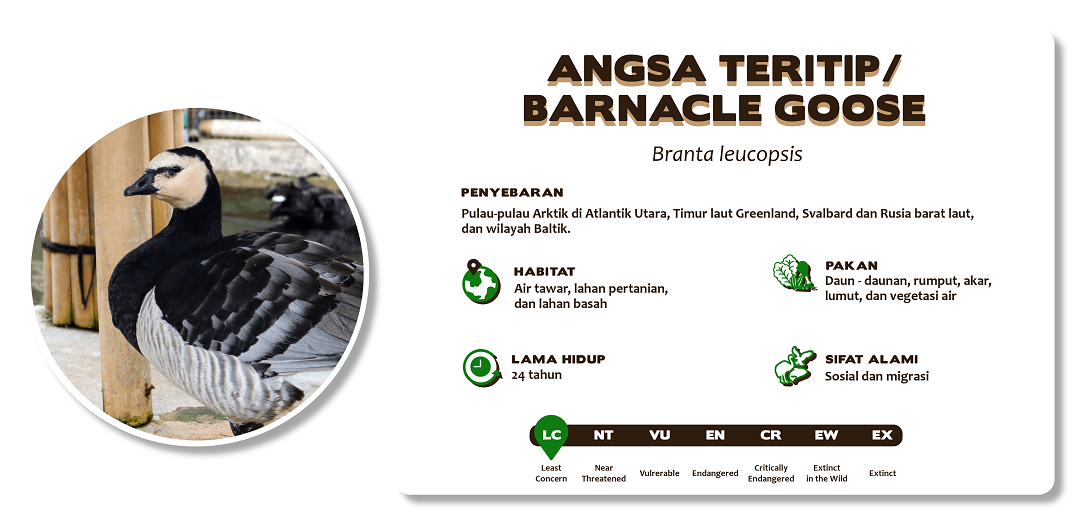 ANGSA TERITIP/
BARNACLE GOOSE
Branta leucopsis
PENYEBARAN
Pulau-pulau Arktik di Atlantik Utara, Timur laut Greenland, Svalbard dan Rusia barat laut,
dan wilayah Baltik.
HABITAT
Air tawar, lahan pertanian,
dan lahan basah
PAKAN
Daun - daunan, rumput, akar,
lumut, dan vegetasi air
LAMA HIDUP
24 tahun
SIFAT ALAMI
Sosial dan migrasi
LC NT VU EN CR EW EX
Least Concern
Near Threatened
Vulrerable
Endangered
Critically Endangered
Extinct in the Wild
Extinct